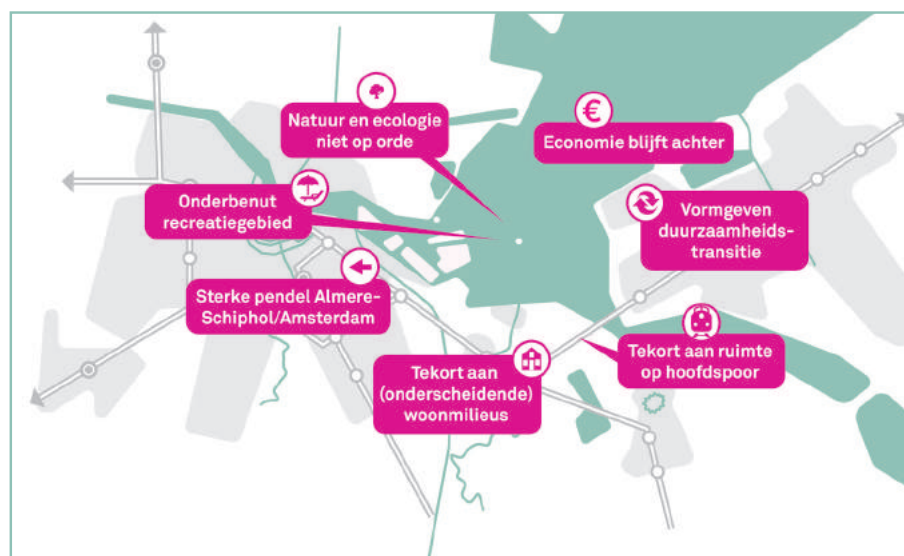 Natuur en ecologie
niet op orde
€
Economie blijft achter
Onderbenut
recreatiegebied
Vormgeven
duurzaamheids-
transitie
Sterke pendel Almere-
Schiphol/Amsterdam
Tekort aan ruimte
op hoofdspoor
Tekort aan
(onderscheidende)
woonmilieus